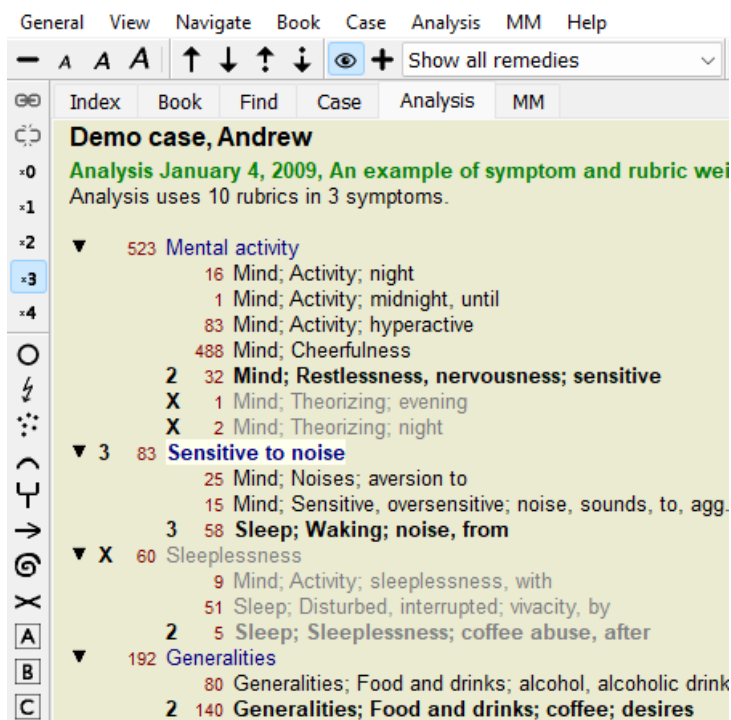 General View Navigate Book Case Analysis MM Help
A A A Show all remedies
Index Book Find Case Analysis MM
Demo case, Andrew
Analysis January 4, 2009, An example of symptom and rubric wei
Analysis uses 10 rubrics in 3 symptoms.
×0
×1
×2
×3
×4
A
B
C
523 Mental activity
16 Mind; Activity; night
1 Mind; Activity; midnight, until
83 Mind; Activity; hyperactive
488 Mind; Cheerfulness
2 32 Mind; Restlessness, nervousness; sensitive
X 1 Mind; Theorizing; evening
X 2 Mind; Theorizing; night
3 83 Sensitive to noise
25 Mind; Noises; aversion to
15 Mind; Sensitive, oversensitive; noise, sounds, to, agg.
3 58 Sleep; Waking; noise, from
X 60 Sleeplessness
9 Mind; Activity; sleeplessness, with
51 Sleep; Disturbed, interrupted; vivacity, by
2 5 Sleep; Sleeplessness; coffee abuse, after
192 Generalities
80 Generalities; Food and drinks; alcohol, alcoholic drink
2 140 Generalities; Food and drinks; coffee; desires